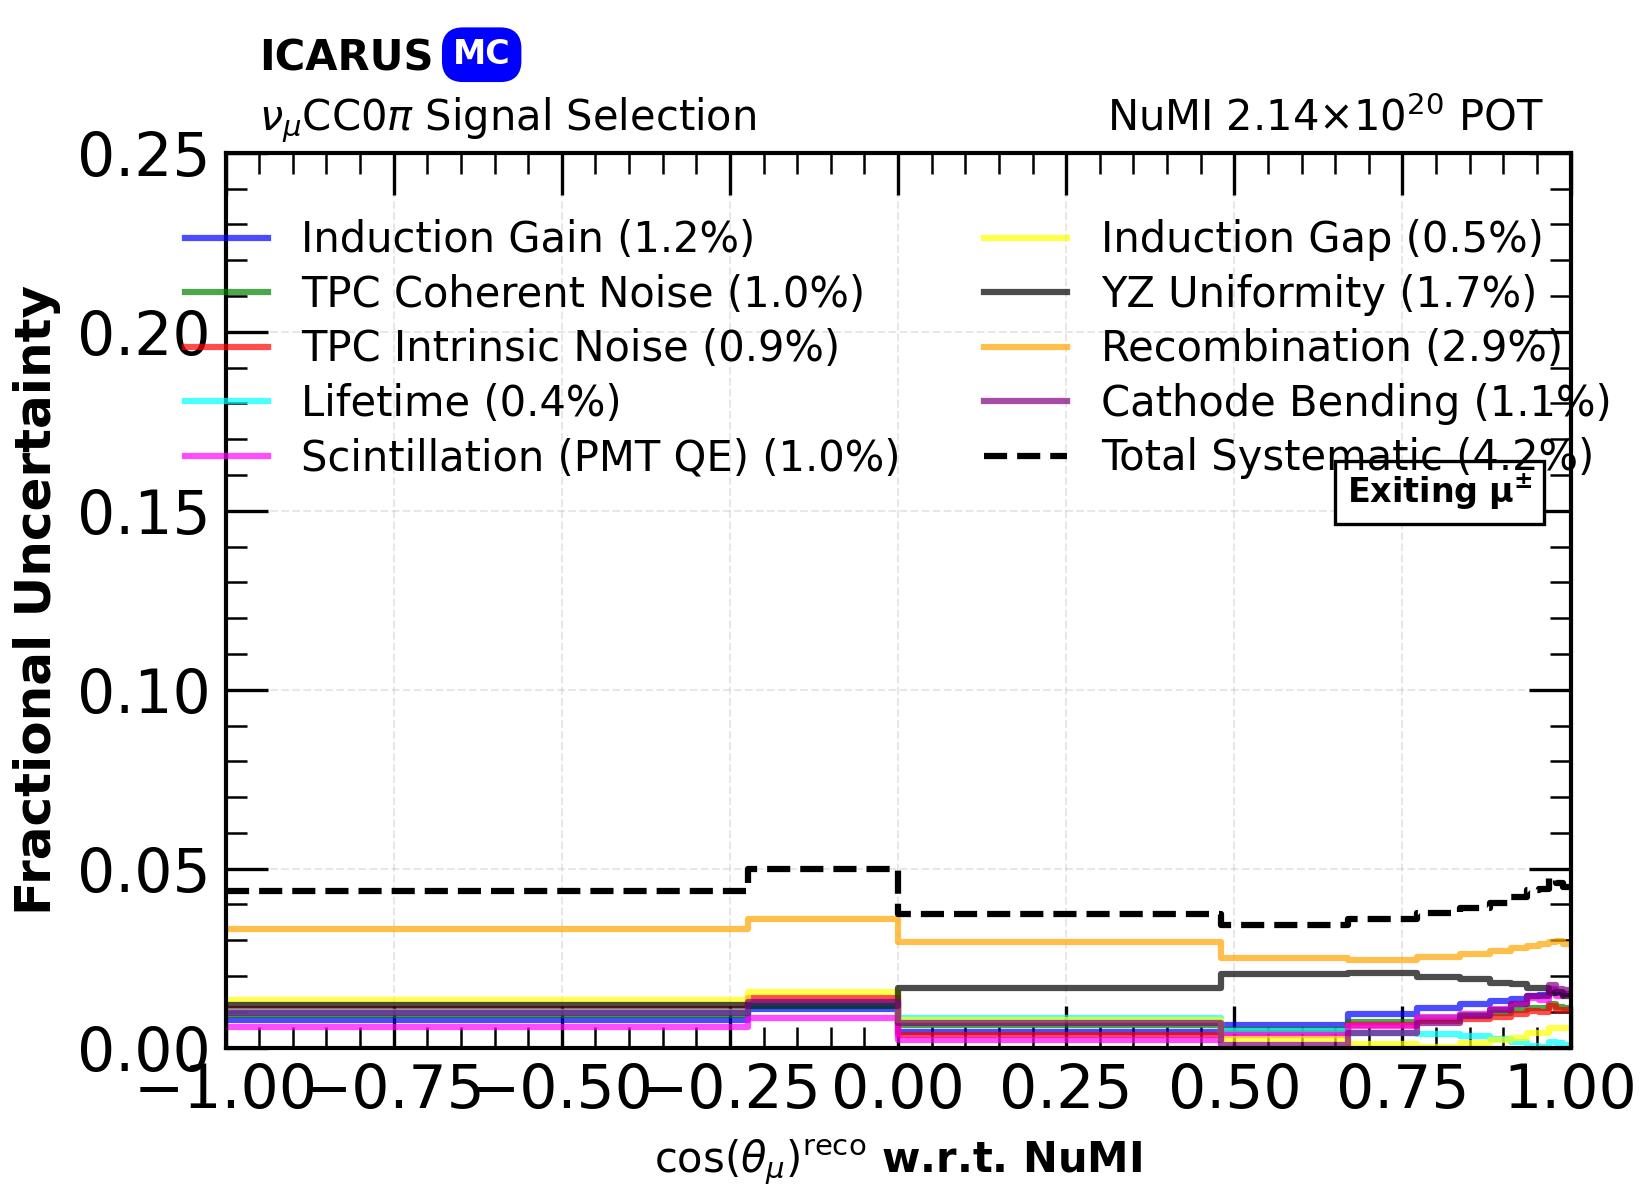 ICARUS MC
νμCC0π Signal Selection
NuMI 2.14×10²⁰ POT
Fractional Uncertainty
0.25
0.20
0.15
0.10
0.05
0.00
Induction Gain (1.2%)
TPC Coherent Noise (1.0%)
TPC Intrinsic Noise (0.9%)
Lifetime (0.4%)
Scintillation (PMT QE) (1.0%)
Induction Gap (0.5%)
YZ Uniformity (1.7%)
Recombination (2.9%)
Cathode Bending (1.1%)
Total Systematic (4.2%)
Exiting μ±
−1.00 −0.75 −0.50 −0.25 0.00 0.25 0.50 0.75 1.00
cos(θμ)ʳᵉᶜᵒ w.r.t. NuMI